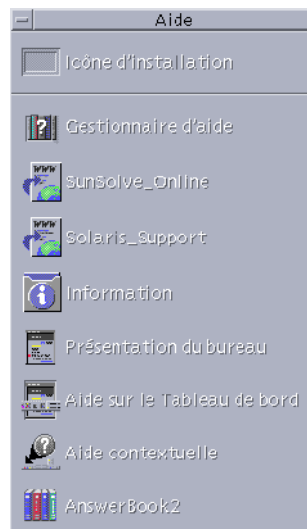 Aide
Icône d'installation
Gestionnaire d'aide
SunSolve_Online
Solaris_Support
Information
Présentation du bureau
Aide sur le Tableau de bord
Aide contextuelle
AnswerBook2